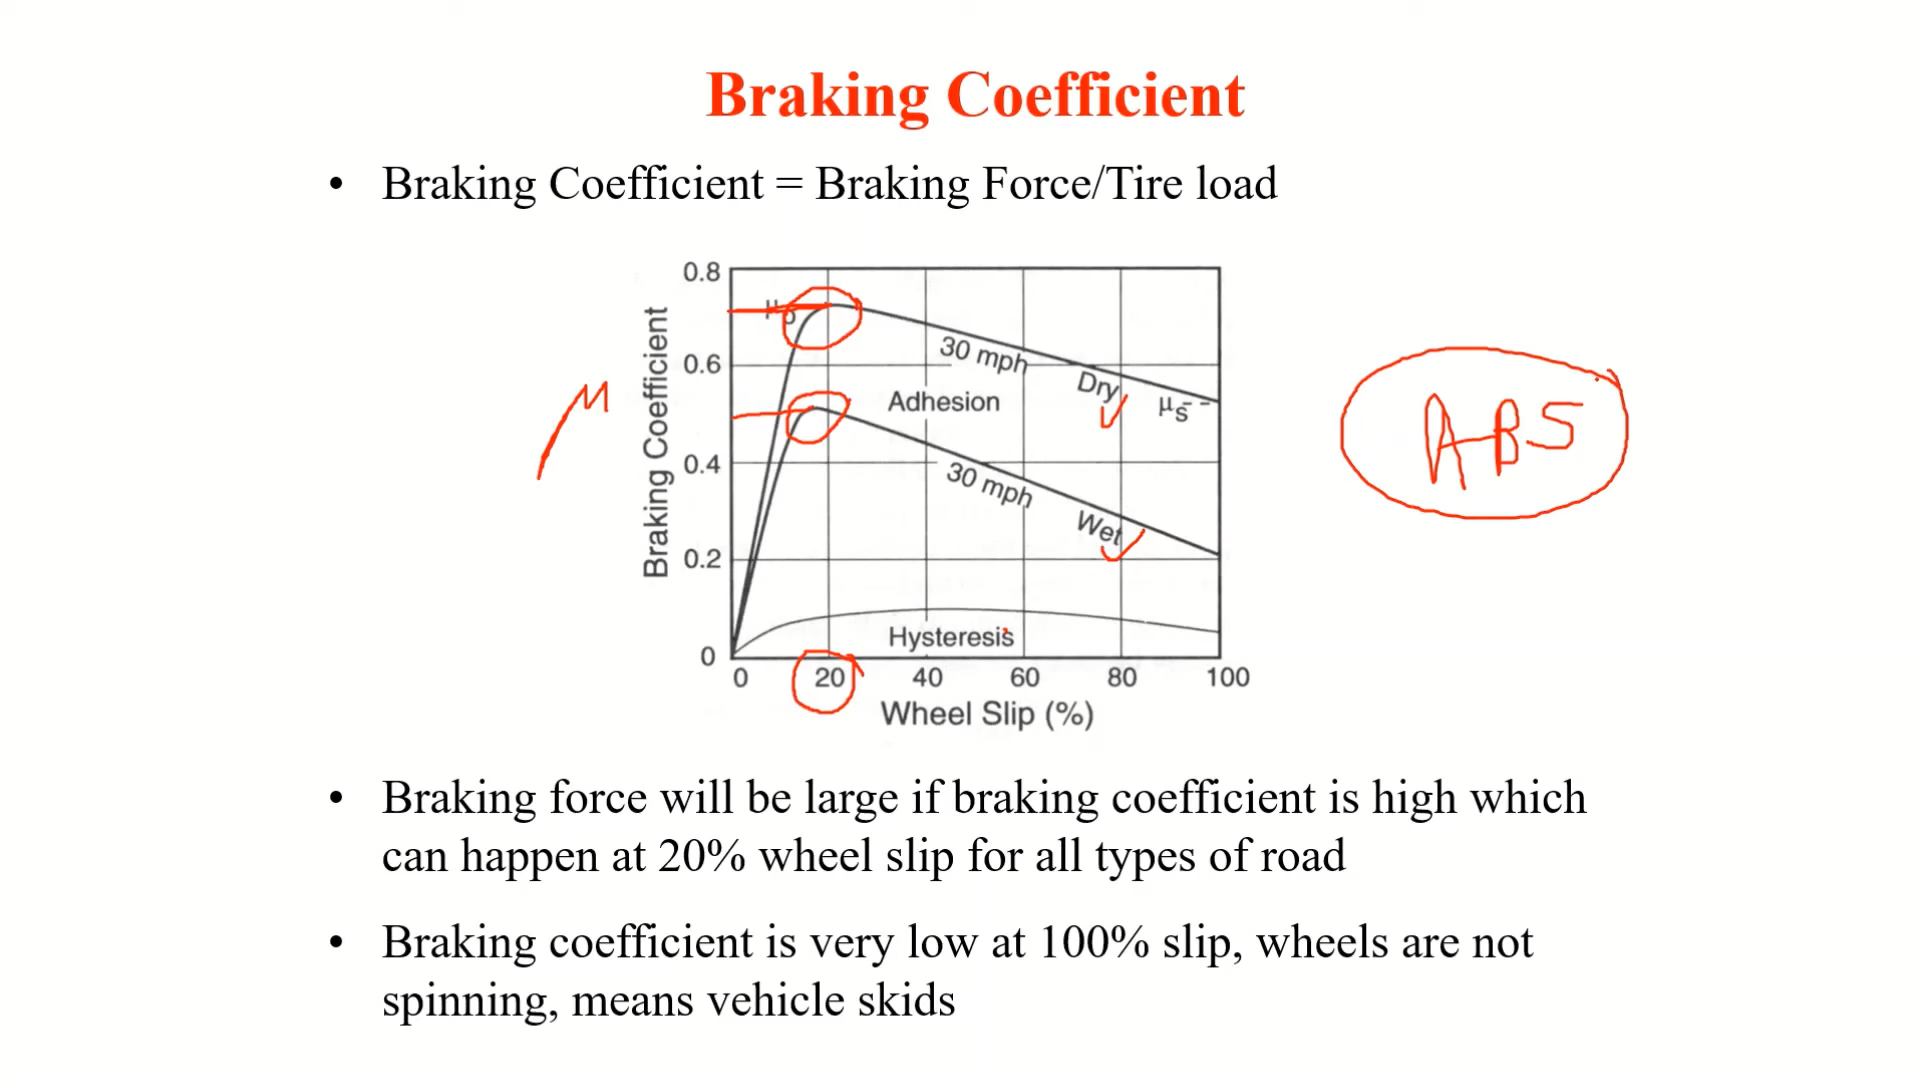 Braking Coefficient
• Braking Coefficient = Braking Force/Tire load
0.8
0.6
0.4
0.2
0
Braking Coefficient
μp
30 mph
Dry
μs
Adhesion
30 mph
Wet
Hysteresis
0 20 40 60 80 100
Wheel Slip (%)
μ
ABS
• Braking force will be large if braking coefficient is high which
can happen at 20% wheel slip for all types of road
• Braking coefficient is very low at 100% slip, wheels are not
spinning, means vehicle skids